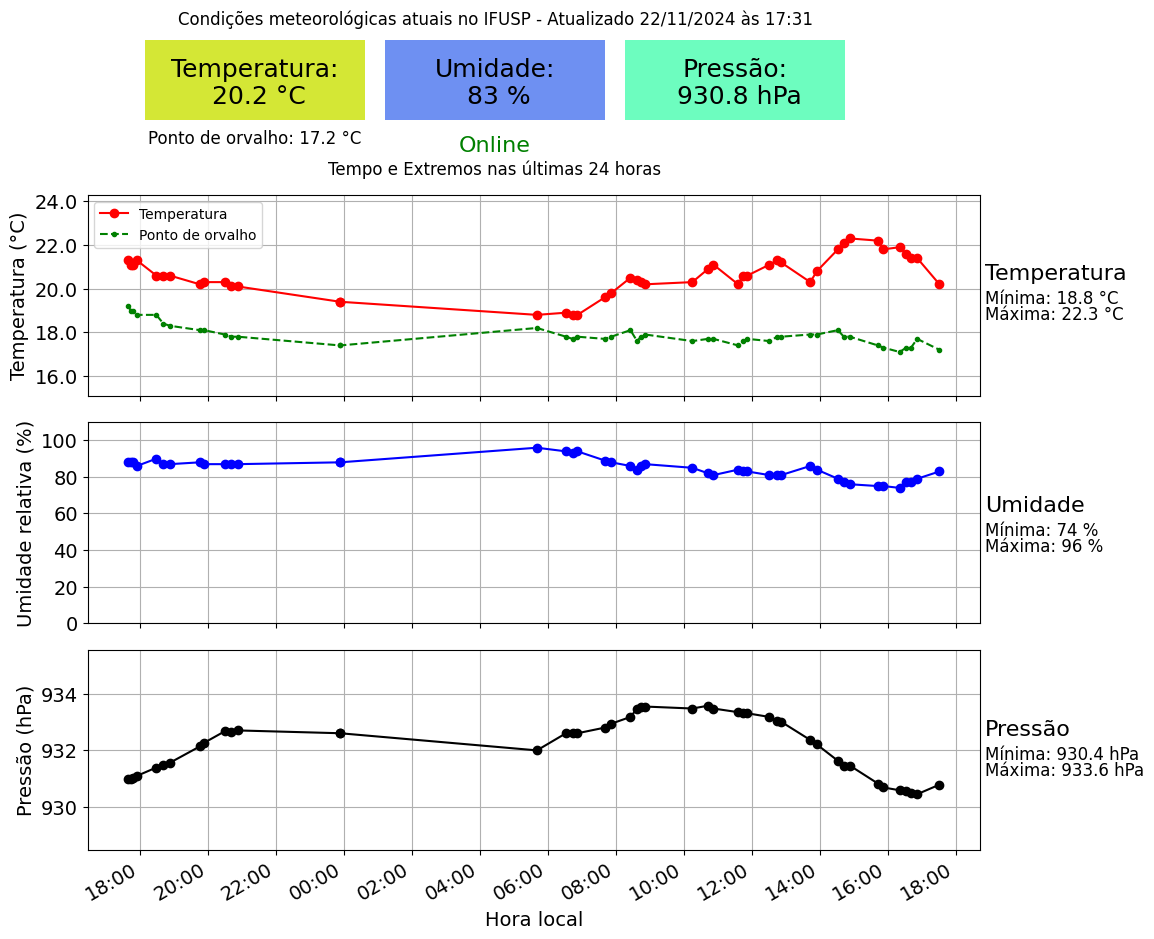 Condições meteorológicas atuais no IFUSP - Atualizado 22/11/2024 às 17:31
Temperatura:
20.2 °C
Umidade:
83 %
Pressão:
930.8 hPa
Ponto de orvalho: 17.2 °C
Online
Tempo e Extremos nas últimas 24 horas
Temperatura (°C)
24.0
22.0
20.0
18.0
16.0
Temperatura
Ponto de orvalho
Temperatura
Mínima: 18.8 °C
Máxima: 22.3 °C
Umidade relativa (%)
100
80
60
40
20
0
Umidade
Mínima: 74 %
Máxima: 96 %
Pressão (hPa)
934
932
930
Pressão
Mínima: 930.4 hPa
Máxima: 933.6 hPa
18:00 20:00 22:00 00:00 02:00 04:00 06:00 08:00 10:00 12:00 14:00 16:00 18:00
Hora local